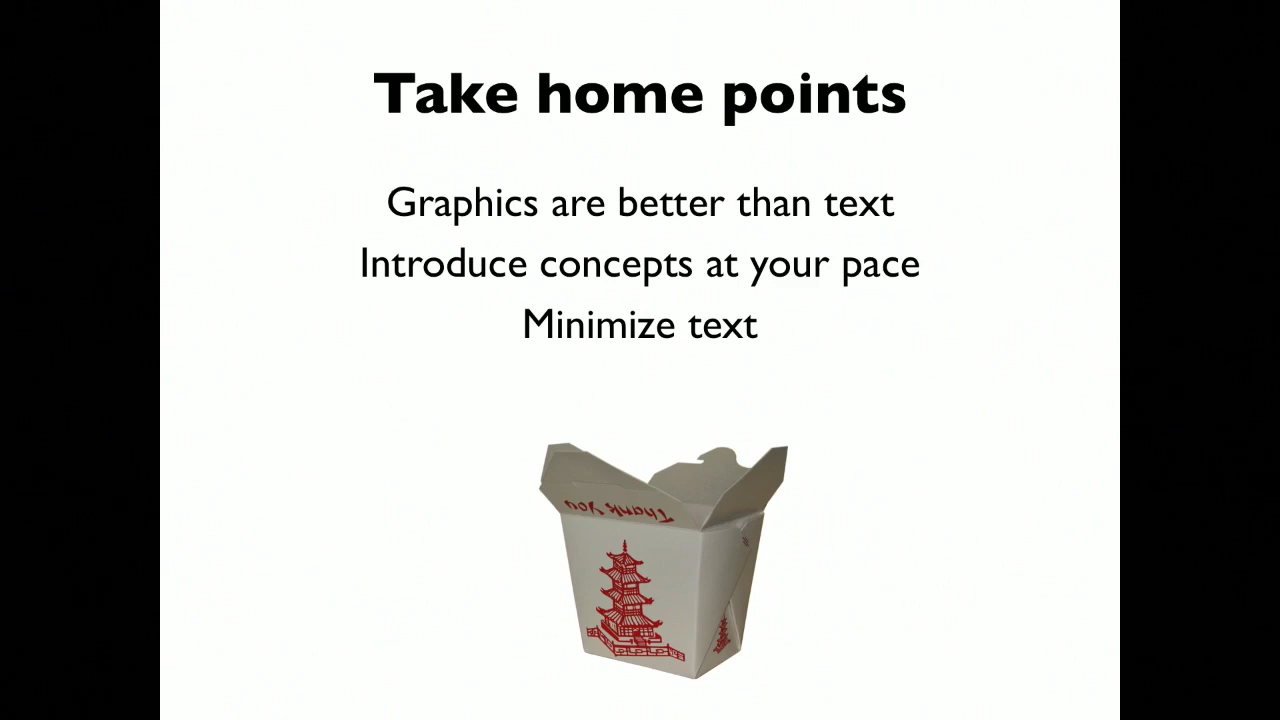 Take home points
Graphics are better than text
Introduce concepts at your pace
Minimize text
Thank you